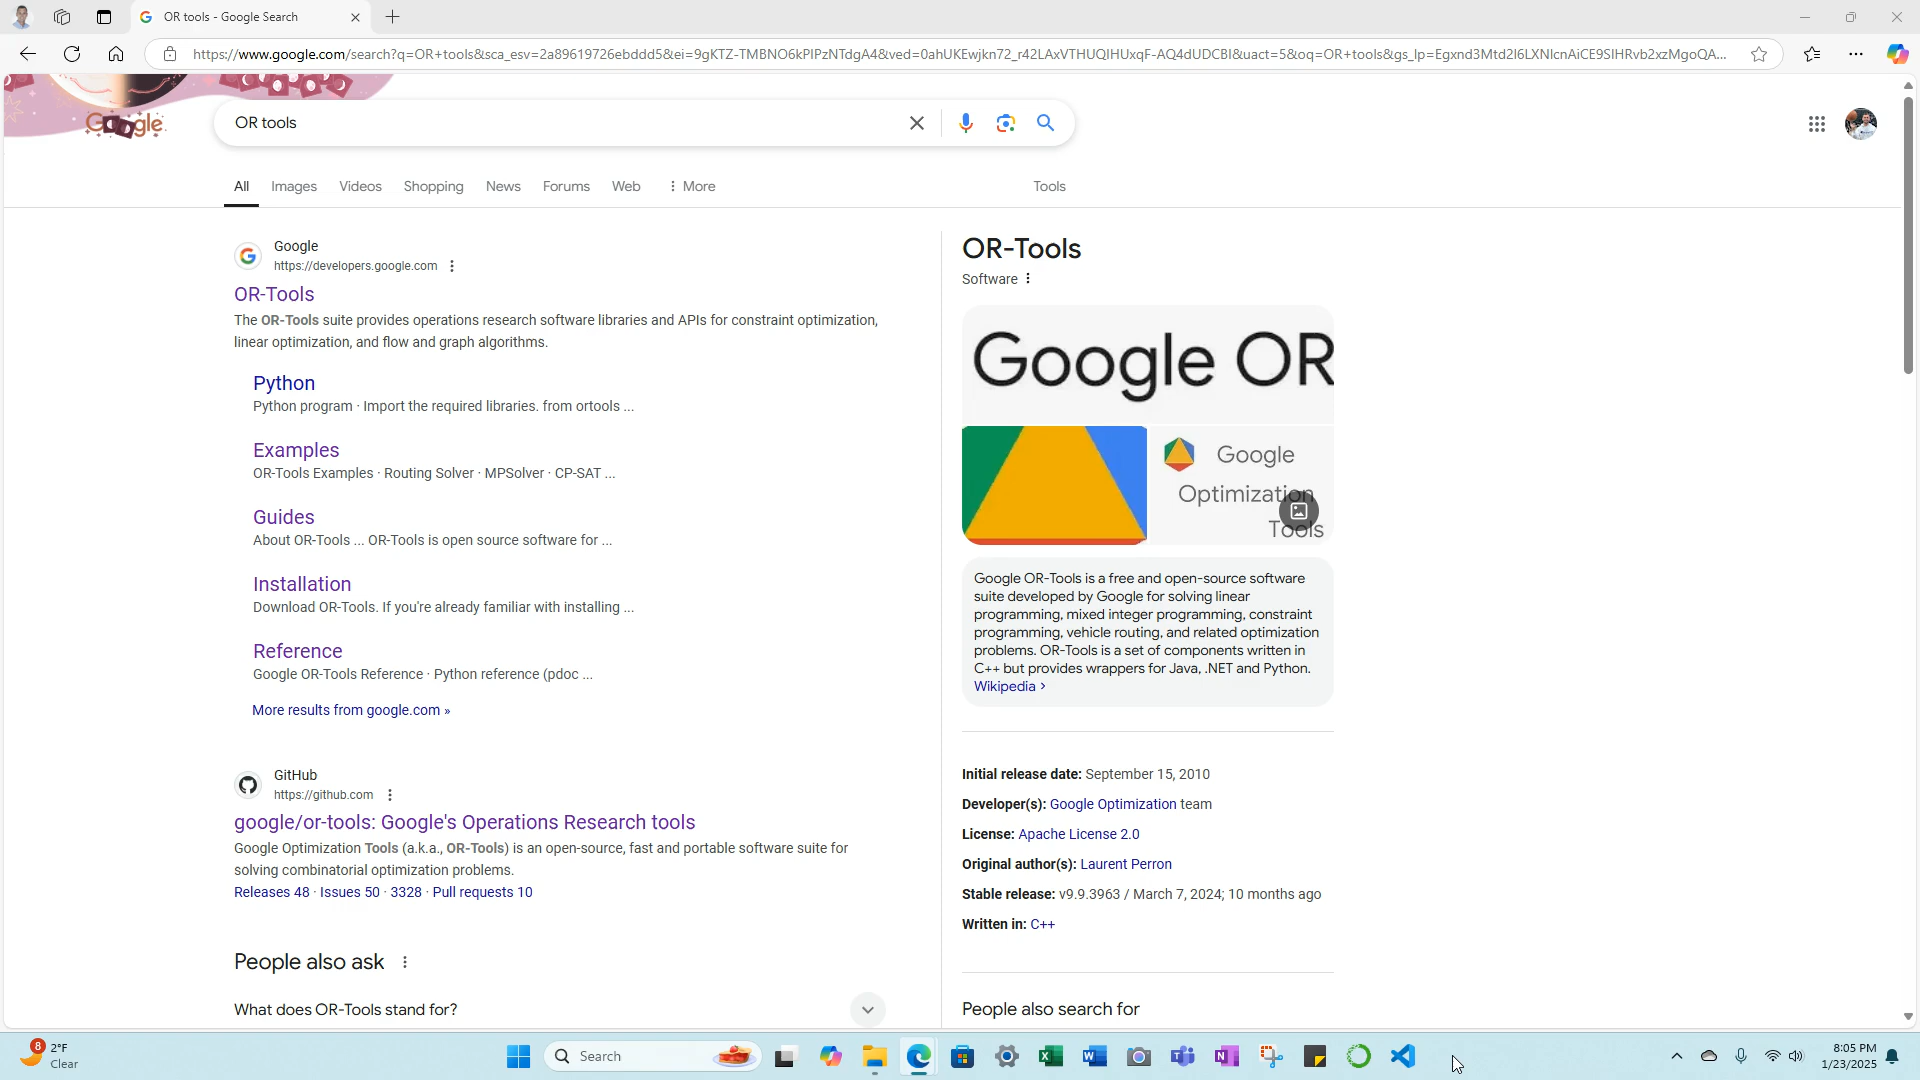 OR tools - Google Search
https://www.google.com/search?q=OR+tools&sca_esv=2a89619726ebddd5&ei=9gKTZ-TMBNO6kPIPzNTdgA4&ved=0ahUKEwjkn72_r42LAxVTHUQIHUxqF-AQ4dUDCBI&uact=5&oq=OR+tools&gs_lp=Egxnd3Mtd2l6LXNlcnAiCE9SIHRvb2xzMgoQA...
Google
OR tools
All Images Videos Shopping News Forums Web More Tools
Google
https://developers.google.com
OR-Tools
The OR-Tools suite provides operations research software libraries and APIs for constraint optimization,
linear optimization, and flow and graph algorithms.
Python
Python program · Import the required libraries. from ortools ...
Examples
OR-Tools Examples · Routing Solver · MPSolver · CP-SAT ...
Guides
About OR-Tools ... OR-Tools is open source software for ...
Installation
Download OR-Tools. If you're already familiar with installing ...
Reference
Google OR-Tools Reference · Python reference (pdoc ...
More results from google.com »
GitHub
https://github.com
google/or-tools: Google's Operations Research tools
Google Optimization Tools (a.k.a., OR-Tools) is an open-source, fast and portable software suite for
solving combinatorial optimization problems.
Releases 48 · Issues 50 · 3328 · Pull requests 10
People also ask
What does OR-Tools stand for?
OR-Tools
Software
Google OR
Google
Optimization
Tools
Google OR-Tools is a free and open-source software
suite developed by Google for solving linear
programming, mixed integer programming, constraint
programming, vehicle routing, and related optimization
problems. OR-Tools is a set of components written in
C++ but provides wrappers for Java, .NET and Python.
Wikipedia ›
Initial release date: September 15, 2010
Developer(s): Google Optimization team
License: Apache License 2.0
Original author(s): Laurent Perron
Stable release: v9.9.3963 / March 7, 2024; 10 months ago
Written in: C++
People also search for
8
2°F
Clear
Search
8:05 PM
1/23/2025